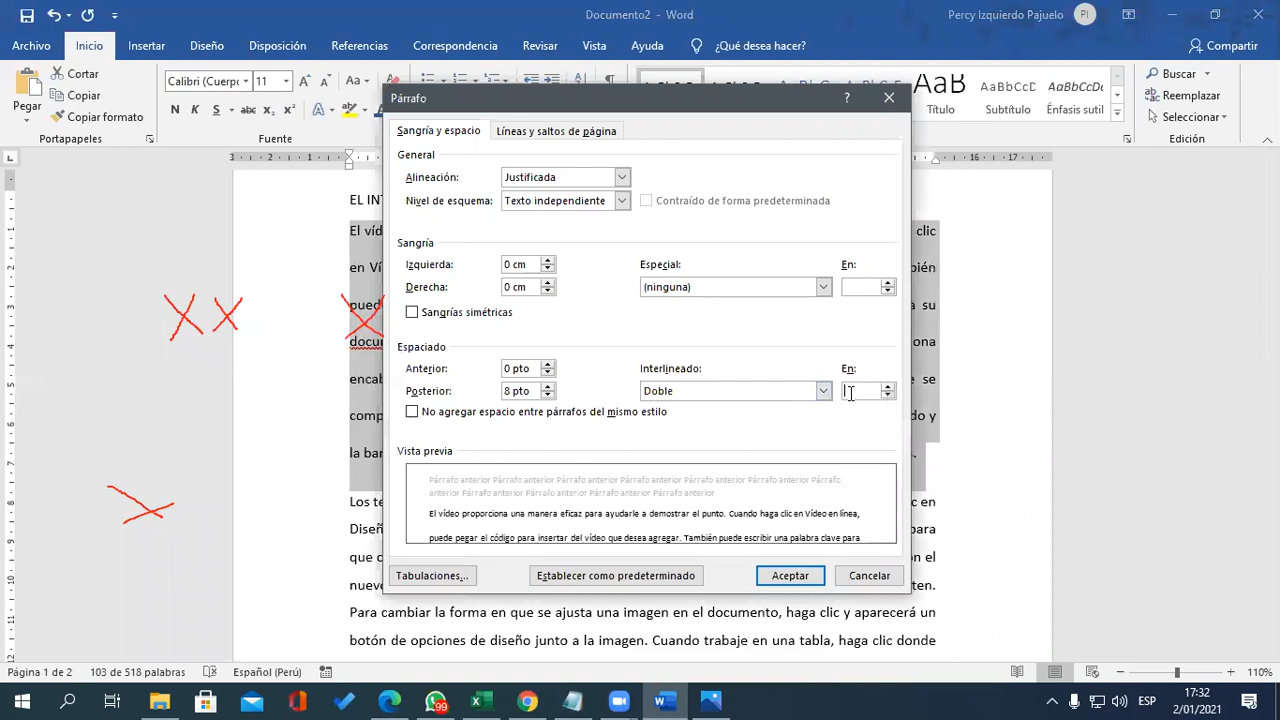 Documento2 - Word
Percy Izquierdo Pajuelo
PI
Archivo Inicio Insertar Diseño Disposición Referencias Correspondencia Revisar Vista Ayuda ¿Qué desea hacer? Compartir
Pegar
Cortar
Copiar
Copiar formato
Portapapeles
Calibri (Cuerpo 11
N K S abc x₂ x²
Fuente
AaB
Título
AaBbCcD
Subtítulo
AaBbCcDc
Énfasis sutil
Buscar
Reemplazar
Seleccionar
Edición
Párrafo
Sangría y espacio
Líneas y saltos de página
General
Alineación: Justificada
Nivel de esquema: Texto independiente
Contraído de forma predeterminada
Sangría
Izquierda: 0 cm
Especial: En:
Derecha: 0 cm
(ninguna)
Sangrías simétricas
Espaciado
Anterior: 0 pto
Interlineado: En:
Posterior: 8 pto
Doble
No agregar espacio entre párrafos del mismo estilo
Vista previa
Párrafo anterior Párrafo anterior Párrafo anterior Párrafo anterior Párrafo anterior Párrafo anterior Párrafo
anterior Párrafo anterior Párrafo anterior Párrafo anterior Párrafo anterior
El vídeo proporciona una manera eficaz para ayudarle a demostrar el punto. Cuando haga clic en Vídeo en línea,
puede pegar el código para insertar del vídeo que desea agregar. También puede escribir una palabra clave para
Tabulaciones... Establecer como predeterminado Aceptar Cancelar
EL INT
El víd clic
en Ví bién
pued a su
docu ona
encab se
comp do y
la bar s.
Los te c en
Diseñ para
que c on el
nuevo ten.
Para cambiar la forma en que se ajusta una imagen en el documento, haga clic y aparecerá un
botón de opciones de diseño junto a la imagen. Cuando trabaje en una tabla, haga clic donde
Página 1 de 2 103 de 518 palabras Español (Perú) 110%
99
ESP
17:32
2/01/2021